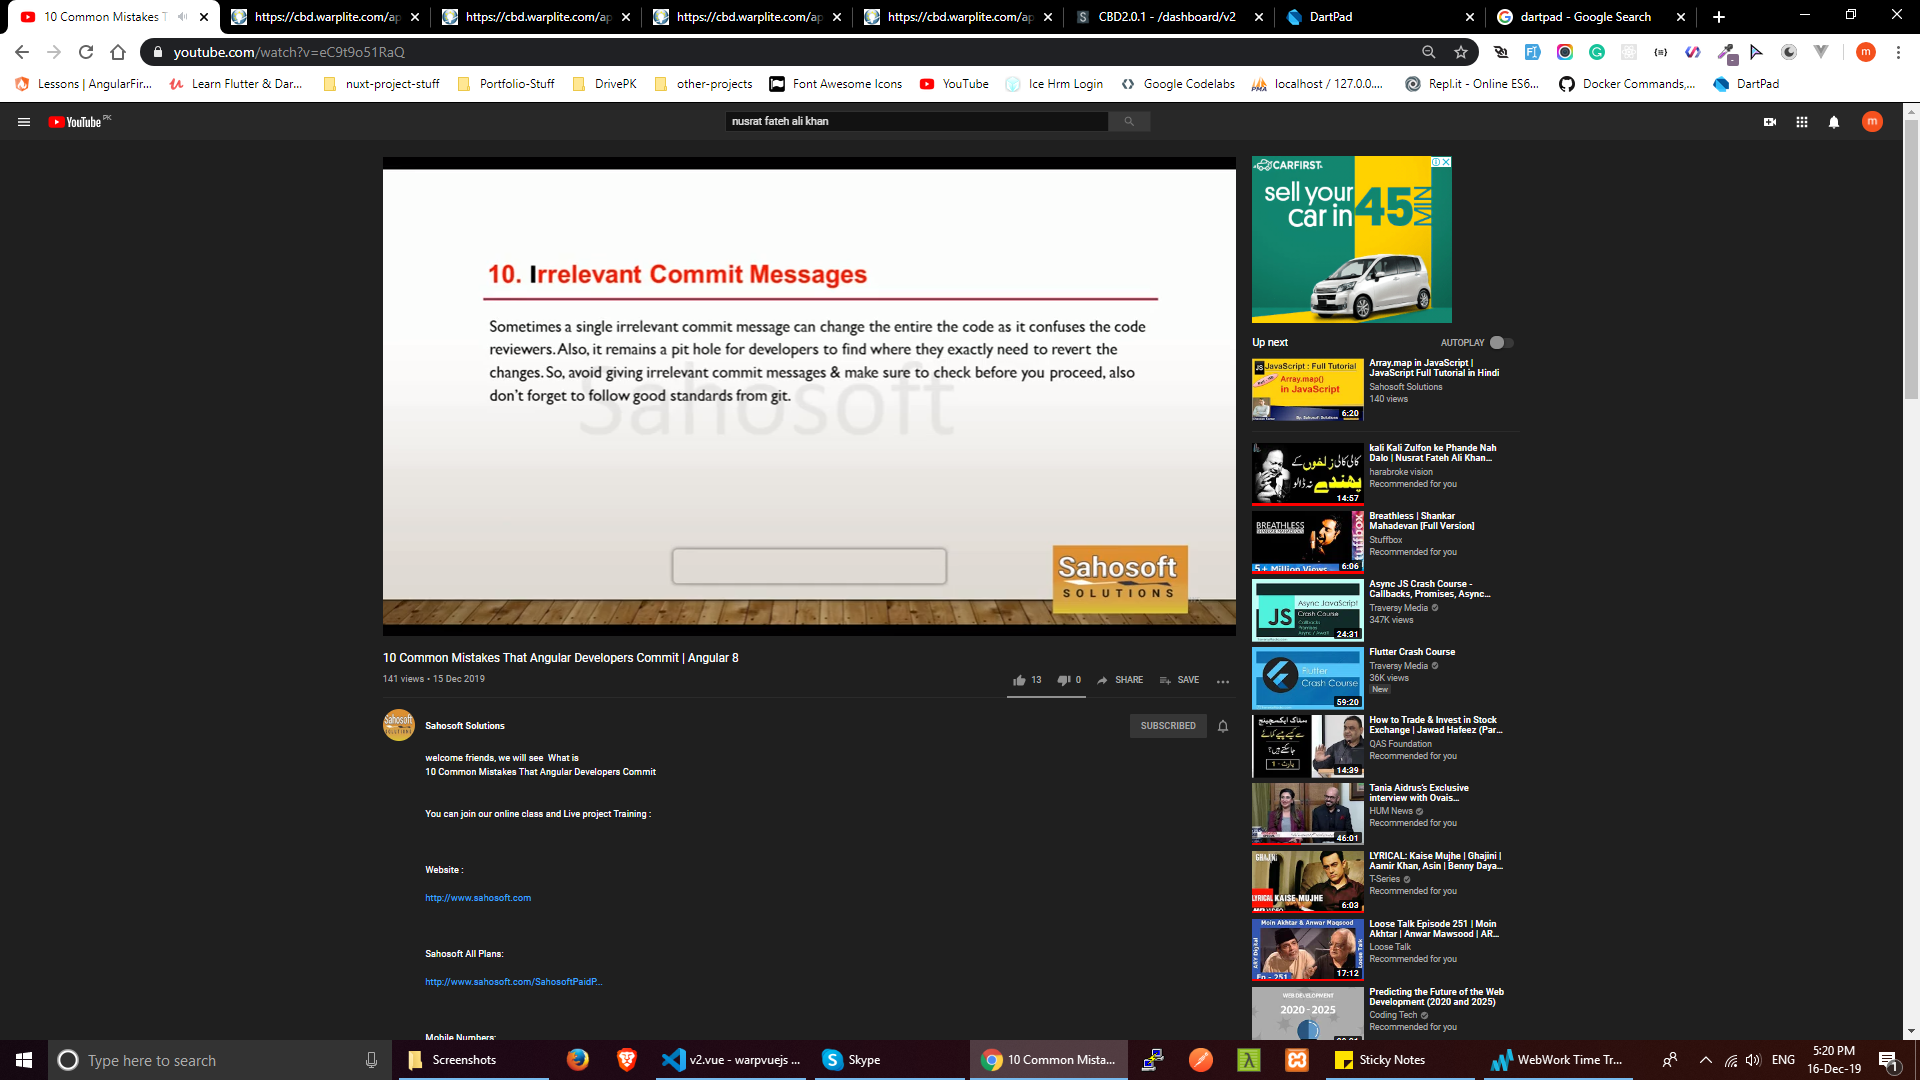 10 Common Mistakes T
https://cbd.warplite.com/ap
https://cbd.warplite.com/ap
https://cbd.warplite.com/ap
https://cbd.warplite.com/ap
CBD2.0.1 - /dashboard/v2
DartPad
dartpad - Google Search
youtube.com/watch?v=eC9t9o51RaQ
Lessons | AngularFir...
Learn Flutter & Dar...
nuxt-project-stuff
Portfolio-Stuff
DrivePK
other-projects
Font Awesome Icons
YouTube
Ice Hrm Login
Google Codelabs
localhost / 127.0.0....
Repl.it - Online ES6...
Docker Commands,...
DartPad
YouTube PK
nusrat fateh ali khan
m
10. Irrelevant Commit Messages
Sometimes a single irrelevant commit message can change the entire the code as it confuses the code
reviewers. Also, it remains a pit hole for developers to find where they exactly need to revert the
changes. So, avoid giving irrelevant commit messages & make sure to check before you proceed, also
don't forget to follow good standards from git.
Sahosoft
Sahosoft
SOLUTIONS
10 Common Mistakes That Angular Developers Commit | Angular 8
141 views • 15 Dec 2019
13
0
SHARE
SAVE
Sahosoft Solutions
SUBSCRIBED
welcome friends, we will see What is
10 Common Mistakes That Angular Developers Commit
You can join our online class and Live project Training :
Website :
http://www.sahosoft.com
Sahosoft All Plans:
http://www.sahosoft.com/SahosoftPaidP...
Mobile Numbers:
CARFIRST
sell your
car in 45 MIN
Up next
AUTOPLAY
JS JavaScript : Full Tutorial
Array.map()
in JavaScript
6:20
Array.map in JavaScript |
JavaScript Full Tutorial in Hindi
Sahosoft Solutions
140 views
کالی کالی زلفوں کے
پھندے نہ ڈالو
14:57
kali Kali Zulfon ke Phande Nah
Dalo | Nusrat Fateh Ali Khan...
harabroke vision
Recommended for you
BREATHLESS
5+ Million Views
6:06
Breathless | Shankar
Mahadevan [Full Version]
Stuffbox
Recommended for you
JS
Async JavaScript
Crash Course
24:31
Async JS Crash Course -
Callbacks, Promises, Async...
Traversy Media
347K views
Flutter
Crash Course
59:20
Flutter Crash Course
Traversy Media
36K views
New
14:39
How to Trade & Invest in Stock
Exchange | Jawad Hafeez (Par...
QAS Foundation
Recommended for you
46:01
Tania Aidrus's Exclusive
interview with Ovais...
HUM News
Recommended for you
GHAJINI
LYRICAL KAISE MUJHE
6:03
LYRICAL: Kaise Mujhe | Ghajini |
Aamir Khan, Asin | Benny Daya...
T-Series
Recommended for you
Moin Akhtar & Anwar Maqsood
ARY Digital
Loose Talk
Ep - 251
17:12
Loose Talk Episode 251 | Moin
Akhtar | Anwar Mawsood | AR...
Loose Talk
Recommended for you
WEB DEVELOPMENT
2020 - 2025
Predicting the Future of the Web
Development (2020 and 2025)
Coding Tech
Recommended for you
Type here to search
Screenshots
v2.vue - warpvuejs ...
Skype
10 Common Mista...
Sticky Notes
WebWork Time Tr...
ENG
5:20 PM
16-Dec-19
1